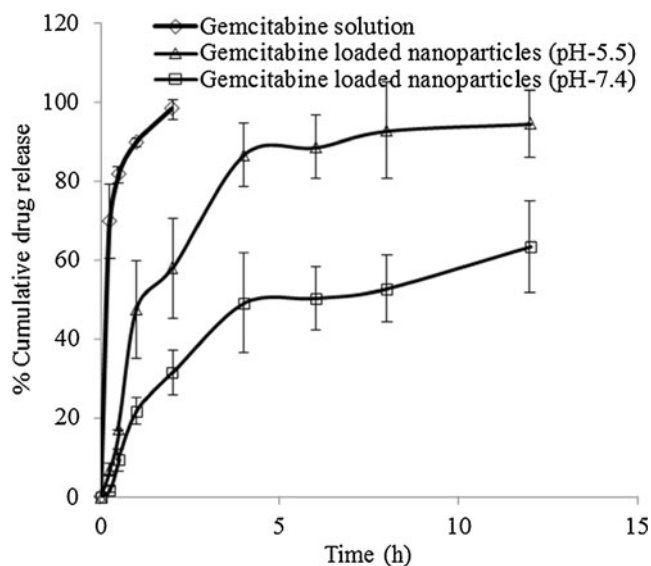 120
100
80
60
40
20
0
% Cumulative drug release
Gemcitabine solution
Gemcitabine loaded nanoparticles (pH-5.5)
Gemcitabine loaded nanoparticles (pH-7.4)
0 5 10 15
Time (h)